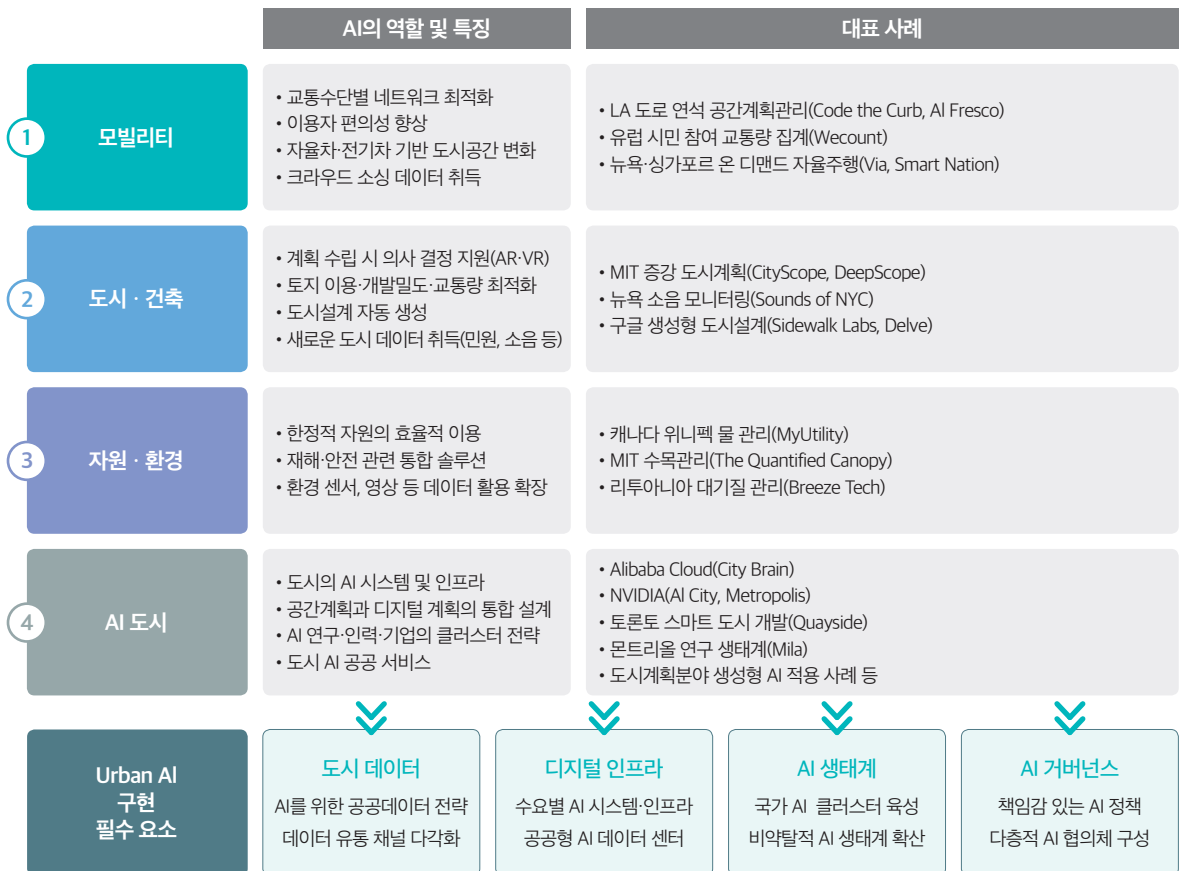 AI의 역할 및 특징
대표 사례
1
모빌리티
• 교통수단별 네트워크 최적화
• 이용자 편의성 향상
• 자율차·전기차 기반 도시공간 변화
• 크라우드 소싱 데이터 취득
• LA 도로 연석 공간계획관리(Code the Curb, Al Fresco)
• 유럽 시민 참여 교통량 집계(Wecount)
• 뉴욕·싱가포르 온 디맨드 자율주행(Via, Smart Nation)
2
도시 · 건축
• 계획 수립 시 의사 결정 지원(AR·VR)
• 토지 이용·개발밀도·교통량 최적화
• 도시설계 자동 생성
• 새로운 도시 데이터 취득(민원, 소음 등)
• MIT 증강 도시계획(CityScope, DeepScope)
• 뉴욕 소음 모니터링(Sounds of NYC)
• 구글 생성형 도시설계(Sidewalk Labs, Delve)
3
자원 · 환경
• 한정적 자원의 효율적 이용
• 재해·안전 관련 통합 솔루션
• 환경 센서, 영상 등 데이터 활용 확장
• 캐나다 위니펙 물 관리(MyUtility)
• MIT 수목관리(The Quantified Canopy)
• 리투아니아 대기질 관리(Breeze Tech)
4
AI 도시
• 도시의 AI 시스템 및 인프라
• 공간계획과 디지털 계획의 통합 설계
• AI 연구·인력·기업의 클러스터 전략
• 도시 AI 공공 서비스
• Alibaba Cloud(City Brain)
• NVIDIA(AI City, Metropolis)
• 토론토 스마트 도시 개발(Quayside)
• 몬트리올 연구 생태계(Mila)
• 도시계획분야 생성형 AI 적용 사례 등
Urban AI
구현
필수 요소
도시 데이터
AI를 위한 공공데이터 전략
데이터 유통 채널 다각화
디지털 인프라
수요별 AI 시스템·인프라
공공형 AI 데이터 센터
AI 생태계
국가 AI 클러스터 육성
비약탈적 AI 생태계 확산
AI 거버넌스
책임감 있는 AI 정책
다층적 AI 협의체 구성